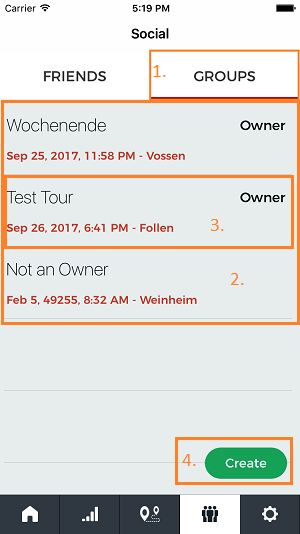 Carrier 5:19 PM
Social
FRIENDS 1. GROUPS
Wochenende Owner
Sep 25, 2017, 11:58 PM - Vossen
Test Tour Owner
Sep 26, 2017, 6:41 PM - Follen 3.
Not an Owner 2.
Feb 5, 49255, 8:32 AM - Weinheim
4. Create